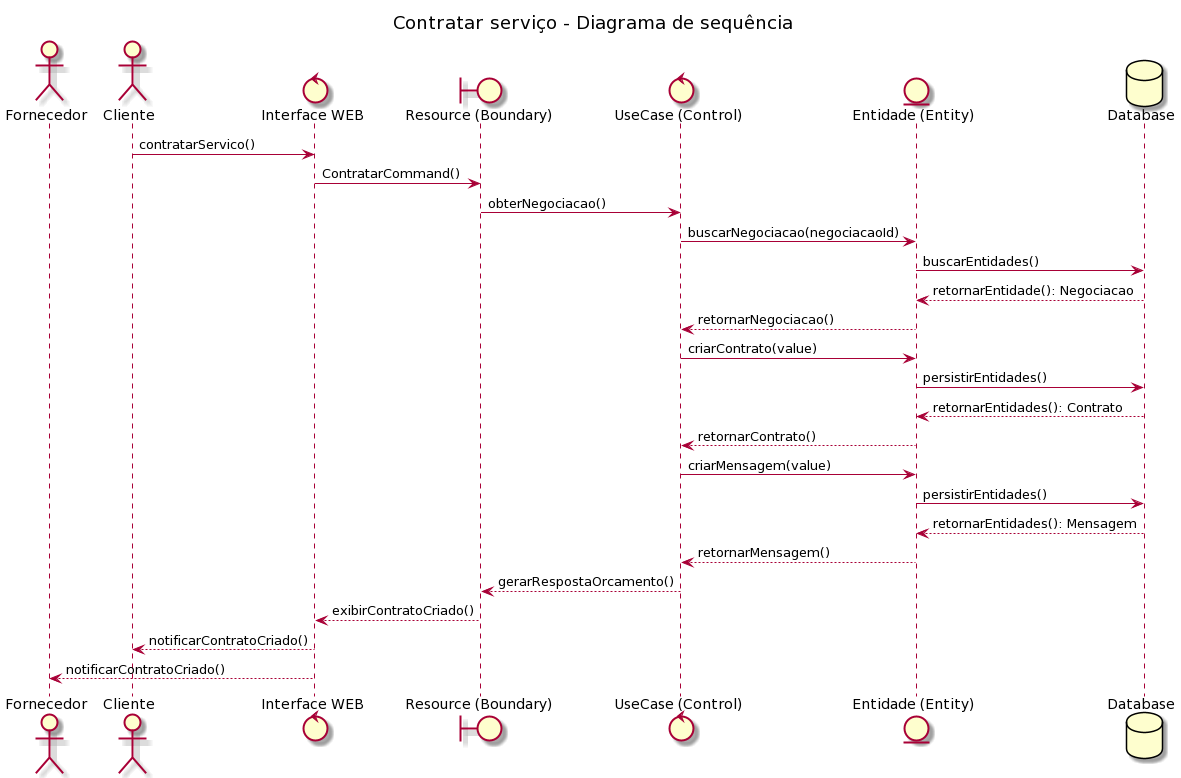 Contratar serviço - Diagrama de sequência
Fornecedor
Cliente
Interface WEB
Resource (Boundary)
UseCase (Control)
Entidade (Entity)
Database
contratarServico()
ContratarCommand()
obterNegociacao()
buscarNegociacao(negociacaoId)
buscarEntidades()
retornarEntidade(): Negociacao
retornarNegociacao()
criarContrato(value)
persistirEntidades()
retornarEntidades(): Contrato
retornarContrato()
criarMensagem(value)
persistirEntidades()
retornarEntidades(): Mensagem
retornarMensagem()
gerarRespostaOrcamento()
exibirContratoCriado()
notificarContratoCriado()
notificarContratoCriado()
Fornecedor
Cliente
Interface WEB
Resource (Boundary)
UseCase (Control)
Entidade (Entity)
Database